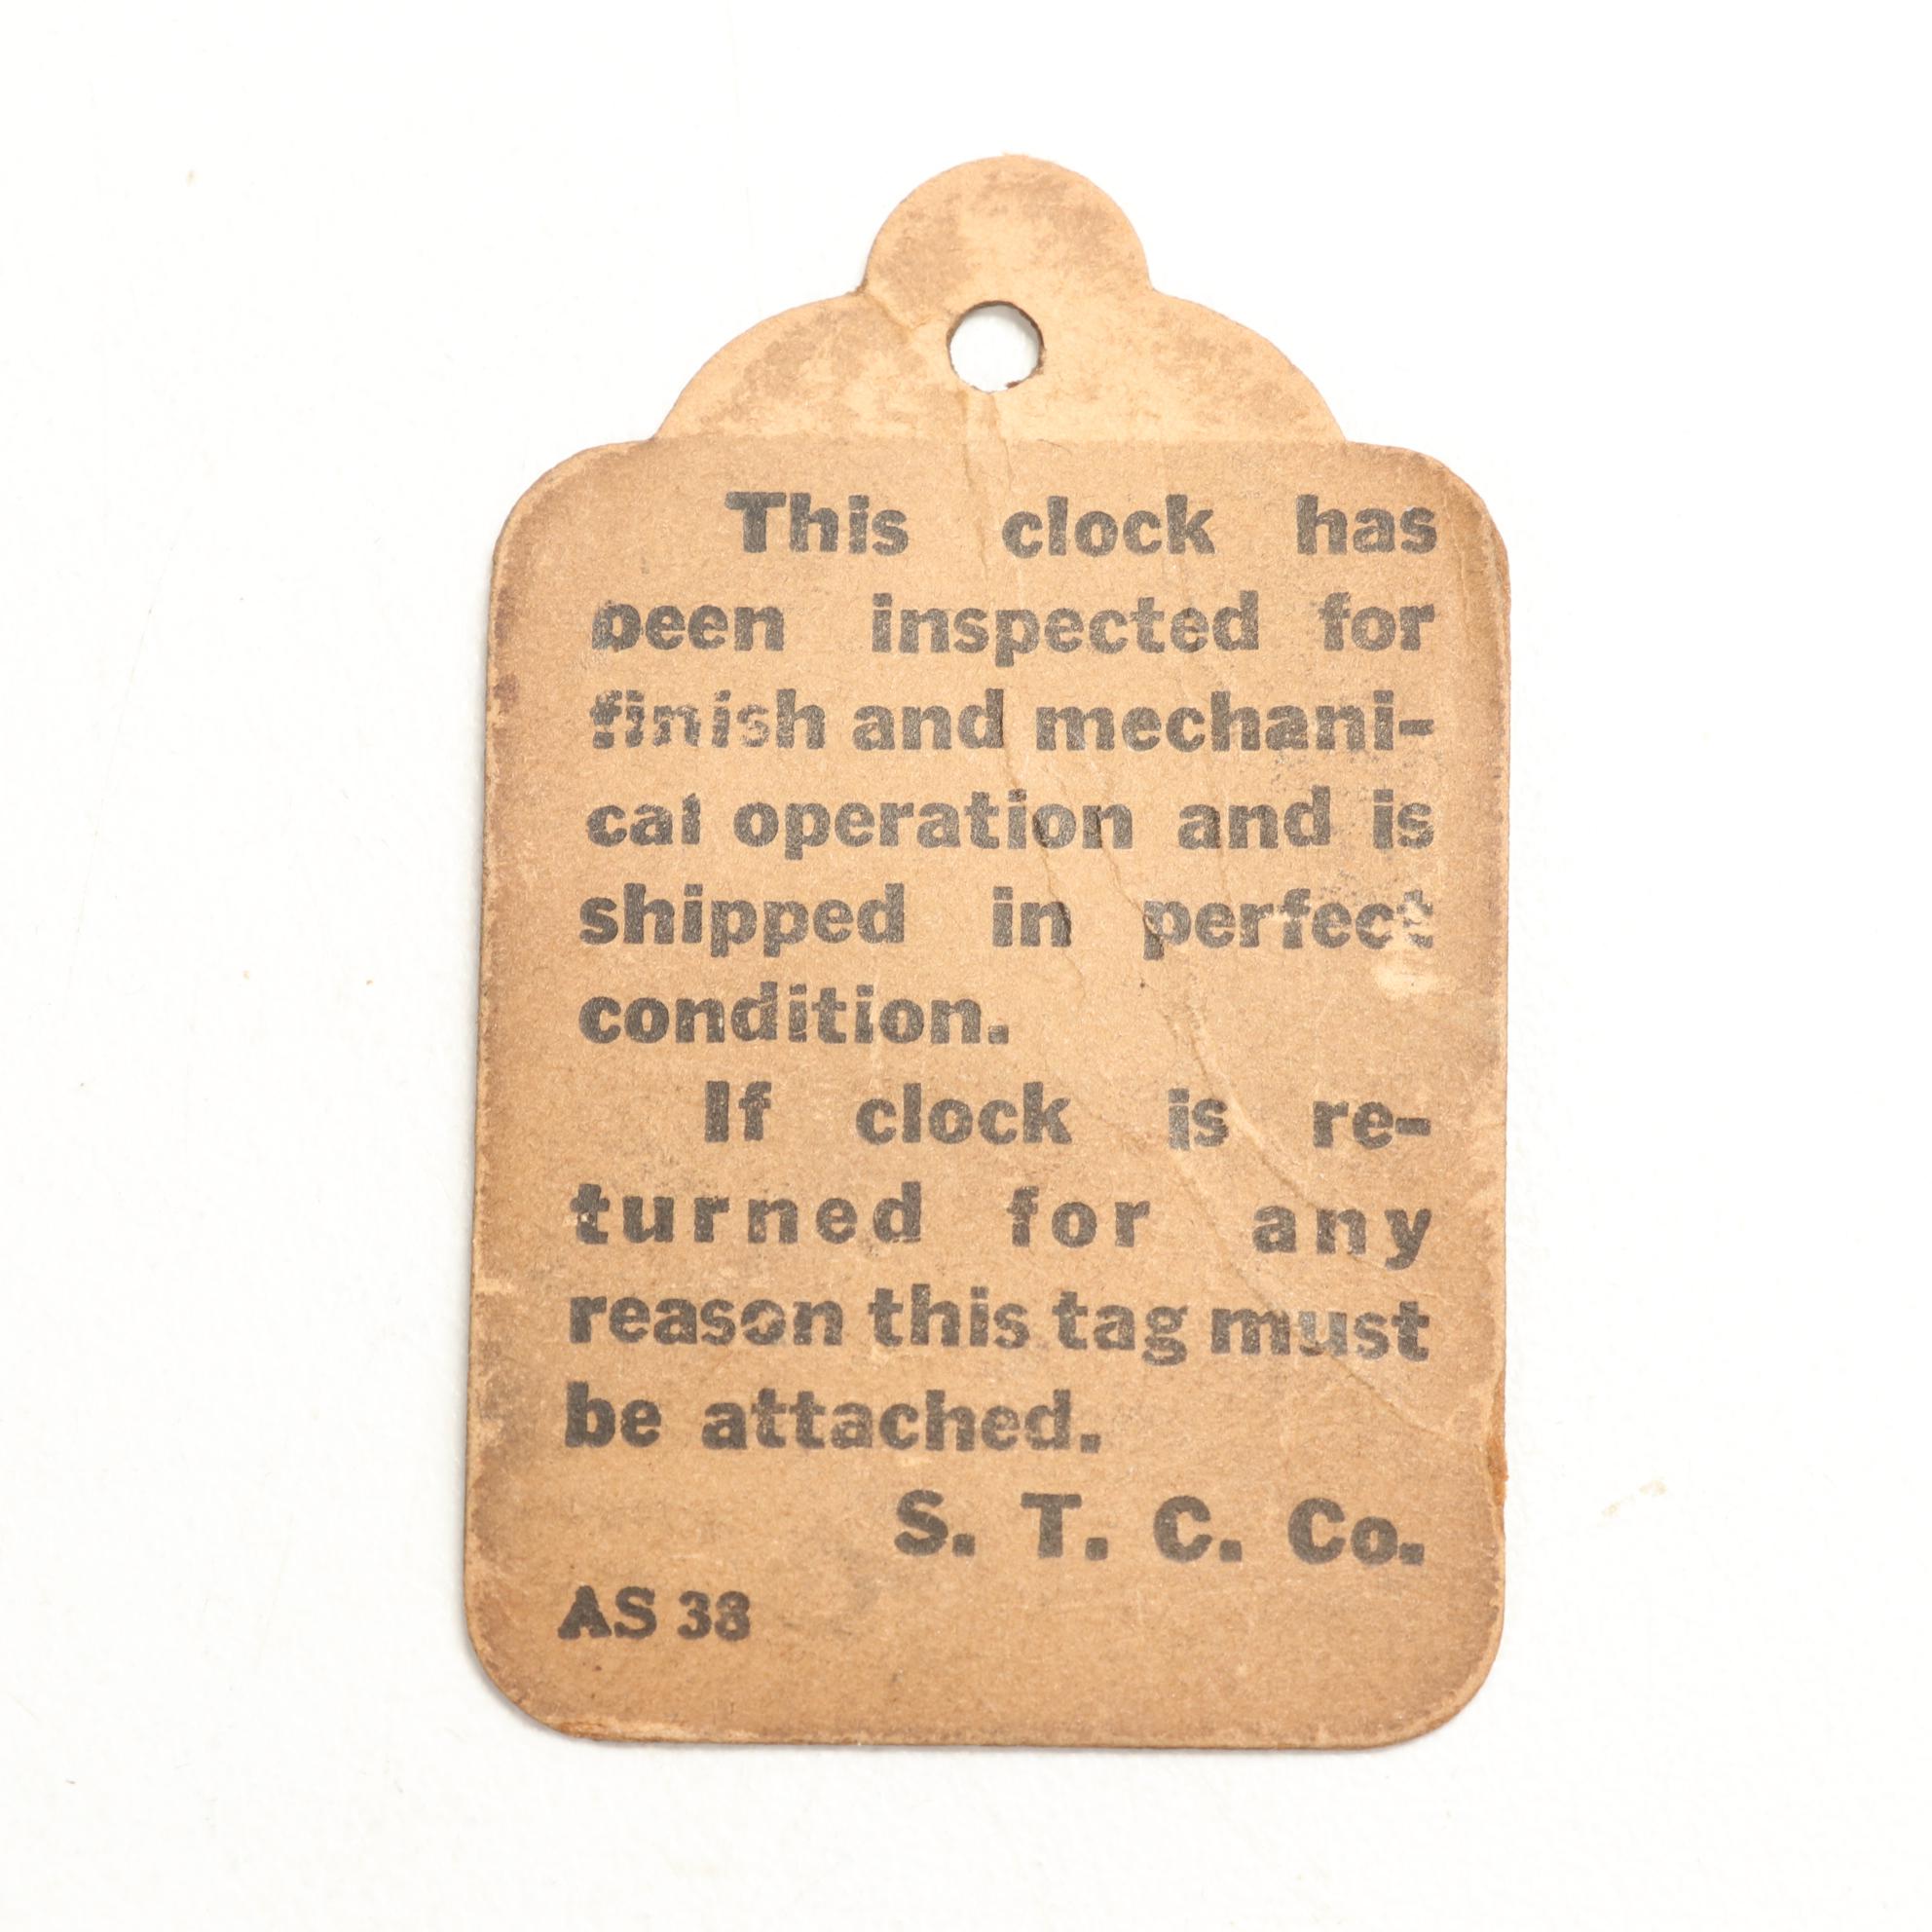 This clock has
been inspected for
finish and mechani-
cal operation and is
shipped in perfect
condition.
If clock is re-
turned for any
reason this tag must
be attached.
S. T. C. Co.
AS 38